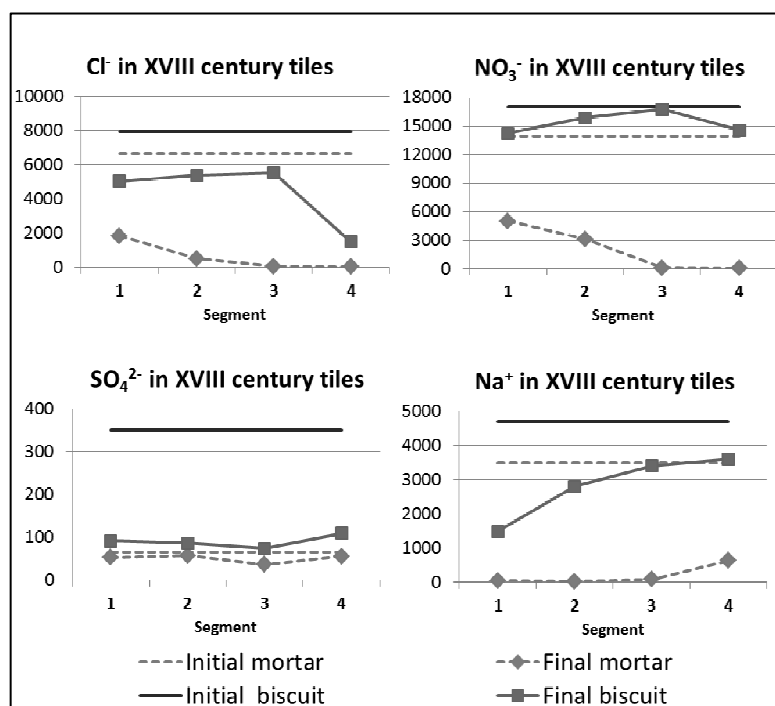 Cl⁻ in XVIII century tiles
10000
8000
6000
4000
2000
0
1 2 3 4
Segment
NO₃⁻ in XVIII century tiles
18000
15000
12000
9000
6000
3000
0
1 2 3 4
Segment
SO₄²⁻ in XVIII century tiles
400
300
200
100
0
1 2 3 4
Segment
Na⁺ in XVIII century tiles
5000
4000
3000
2000
1000
0
1 2 3 4
Segment
Initial mortar
Final mortar
Initial biscuit
Final biscuit